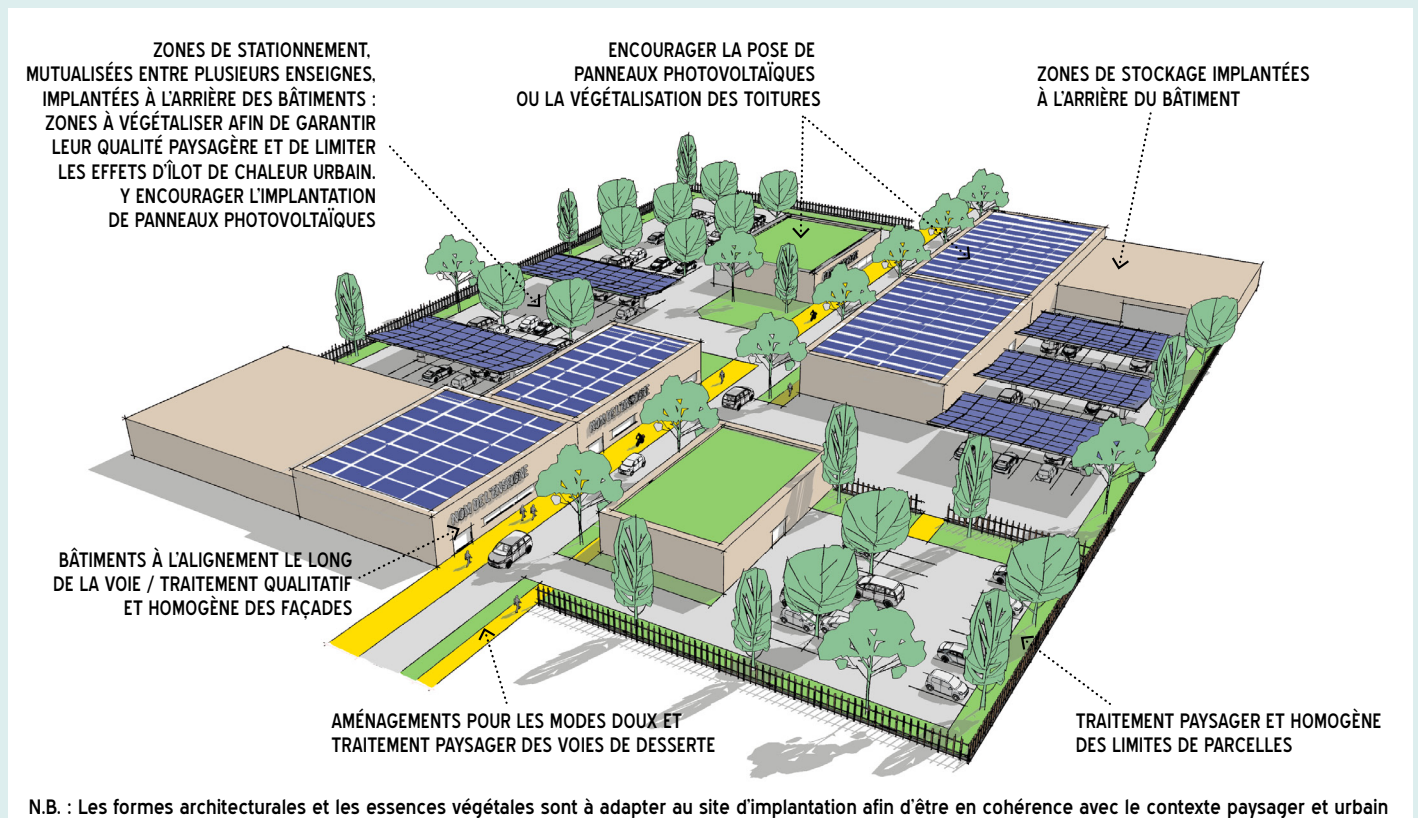 ZONES DE STATIONNEMENT,
MUTUALISÉES ENTRE PLUSIEURS ENSEIGNES,
IMPLANTÉES À L'ARRIÈRE DES BÂTIMENTS :
ZONES À VÉGÉTALISER AFIN DE GARANTIR
LEUR QUALITÉ PAYSAGÈRE ET DE LIMITER
LES EFFETS D'ÎLOT DE CHALEUR URBAIN.
Y ENCOURAGER L'IMPLANTATION
DE PANNEAUX PHOTOVOLTAÏQUES
ENCOURAGER LA POSE DE
PANNEAUX PHOTOVOLTAÏQUES
OU LA VÉGÉTALISATION DES TOITURES
ZONES DE STOCKAGE IMPLANTÉES
À L'ARRIÈRE DU BÂTIMENT
BÂTIMENTS À L'ALIGNEMENT LE LONG
DE LA VOIE / TRAITEMENT QUALITATIF
ET HOMOGÈNE DES FAÇADES
AMÉNAGEMENTS POUR LES MODES DOUX ET
TRAITEMENT PAYSAGER DES VOIES DE DESSERTE
TRAITEMENT PAYSAGER ET HOMOGÈNE
DES LIMITES DE PARCELLES
N.B. : Les formes architecturales et les essences végétales sont à adapter au site d'implantation afin d'être en cohérence avec le contexte paysager et urbain